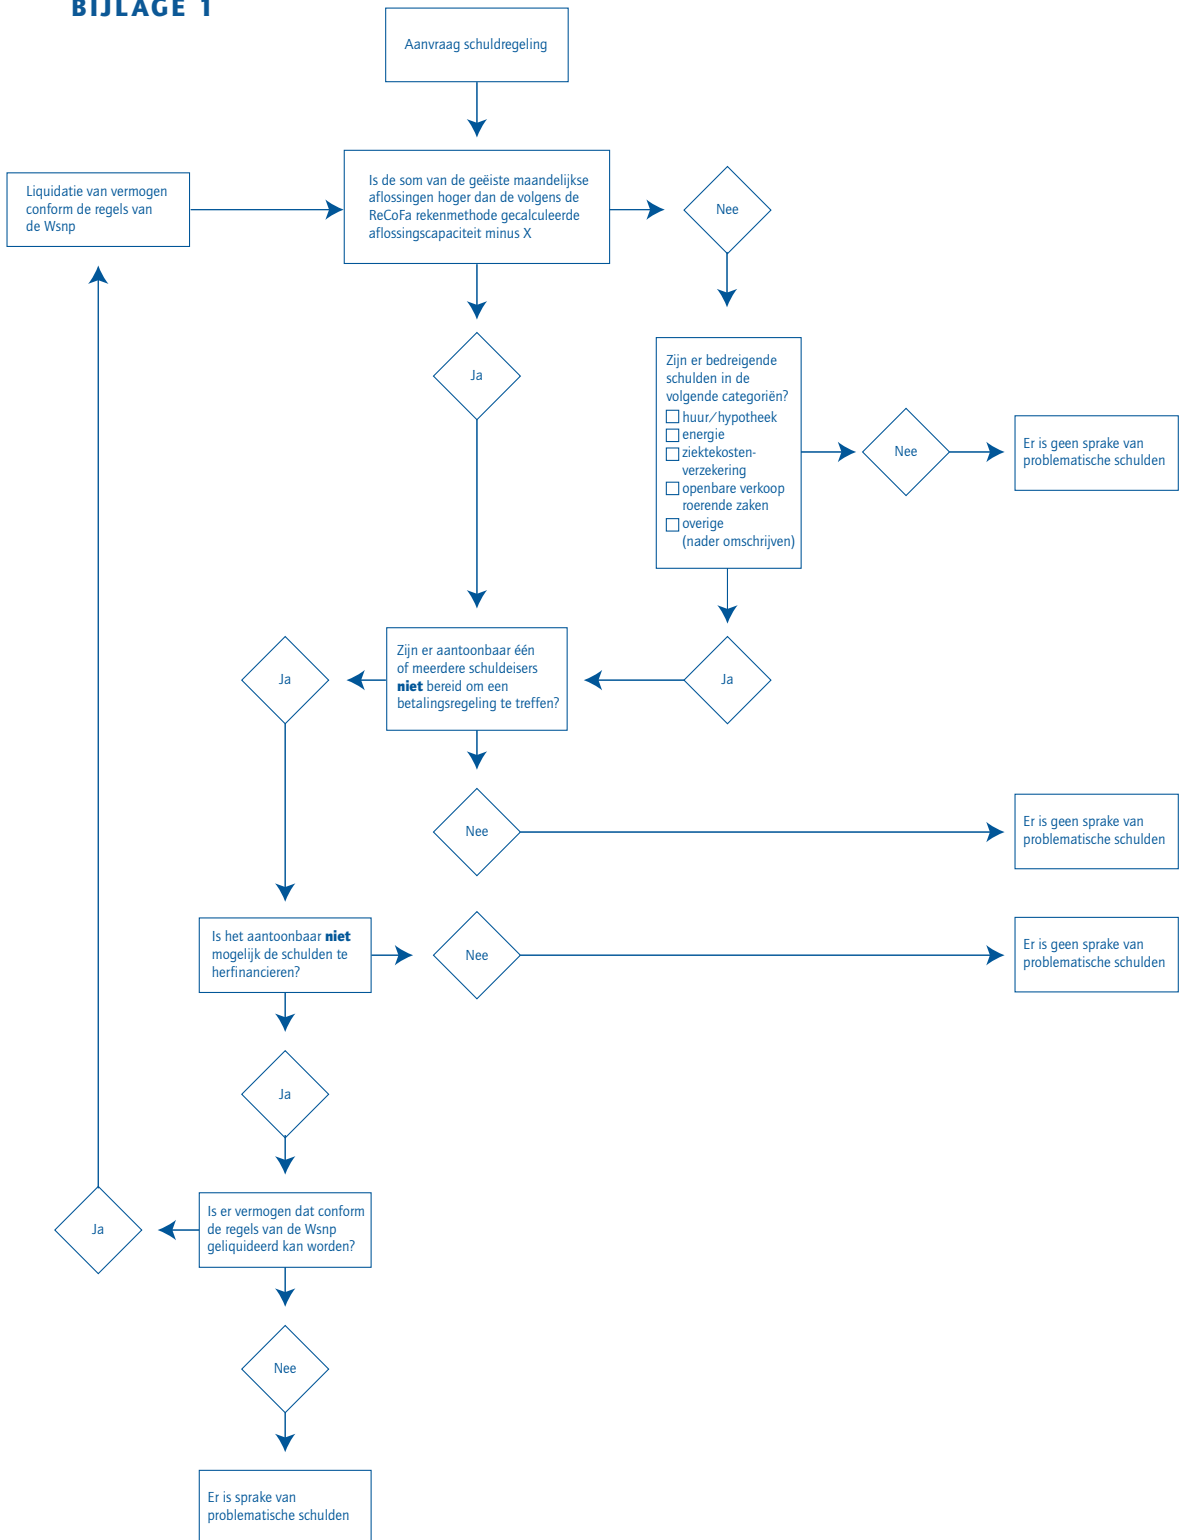 BIJLAGE 1
Aanvraag schuldregeling
Liquidatie van vermogen
conform de regels van
de Wsnp
Is de som van de geëiste maandelijkse
aflossingen hoger dan de volgens de
ReCoFa rekenmethode gecalculeerde
aflossingscapaciteit minus X
Nee
Ja
Zijn er bedreigende
schulden in de
volgende categoriën?
huur/hypotheek
energie
ziektekosten-
verzekering
openbare verkoop
roerende zaken
overige
(nader omschrijven)
Nee
Er is geen sprake van
problematische schulden
Ja
Zijn er aantoonbaar één
of meerdere schuldeisers
niet bereid om een
betalingsregeling te treffen?
Ja
Nee
Er is geen sprake van
problematische schulden
Is het aantoonbaar niet
mogelijk de schulden te
herfinancieren?
Nee
Er is geen sprake van
problematische schulden
Ja
Ja
Is er vermogen dat conform
de regels van de Wsnp
geliquideerd kan worden?
Nee
Er is sprake van
problematische schulden